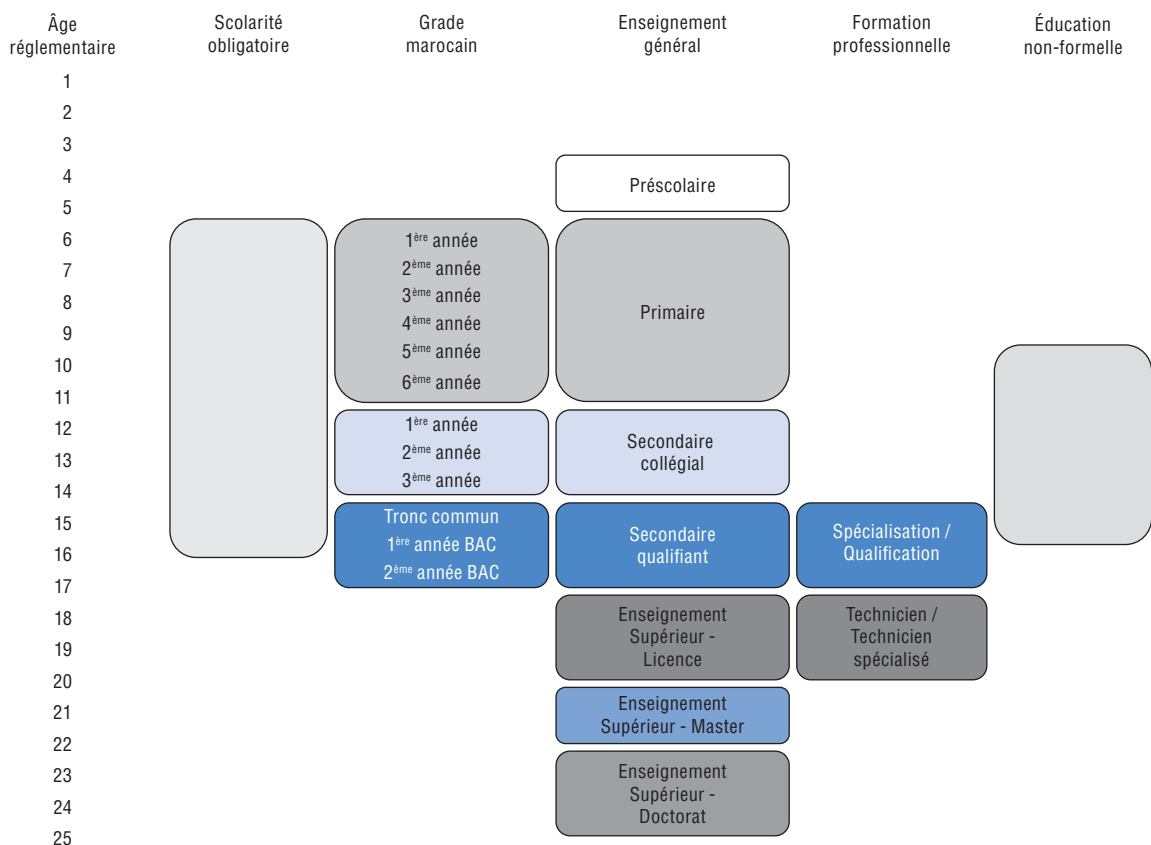 Âge
réglementaire
Scolarité
obligatoire
Grade
marocain
Enseignement
général
Formation
professionnelle
Éducation
non-formelle
1
2
3
4
5
6
7
8
9
10
11
12
13
14
15
16
17
18
19
20
21
22
23
24
25
1ère année
2ème année
3ème année
4ème année
5ème année
6ème année
1ère année
2ème année
3ème année
Tronc commun
1ère année BAC
2ème année BAC
Préscolaire
Primaire
Secondaire
collégial
Secondaire
qualifiant
Enseignement
Supérieur -
Licence
Enseignement
Supérieur - Master
Enseignement
Supérieur -
Doctorat
Spécialisation /
Qualification
Technicien /
Technicien
spécialisé